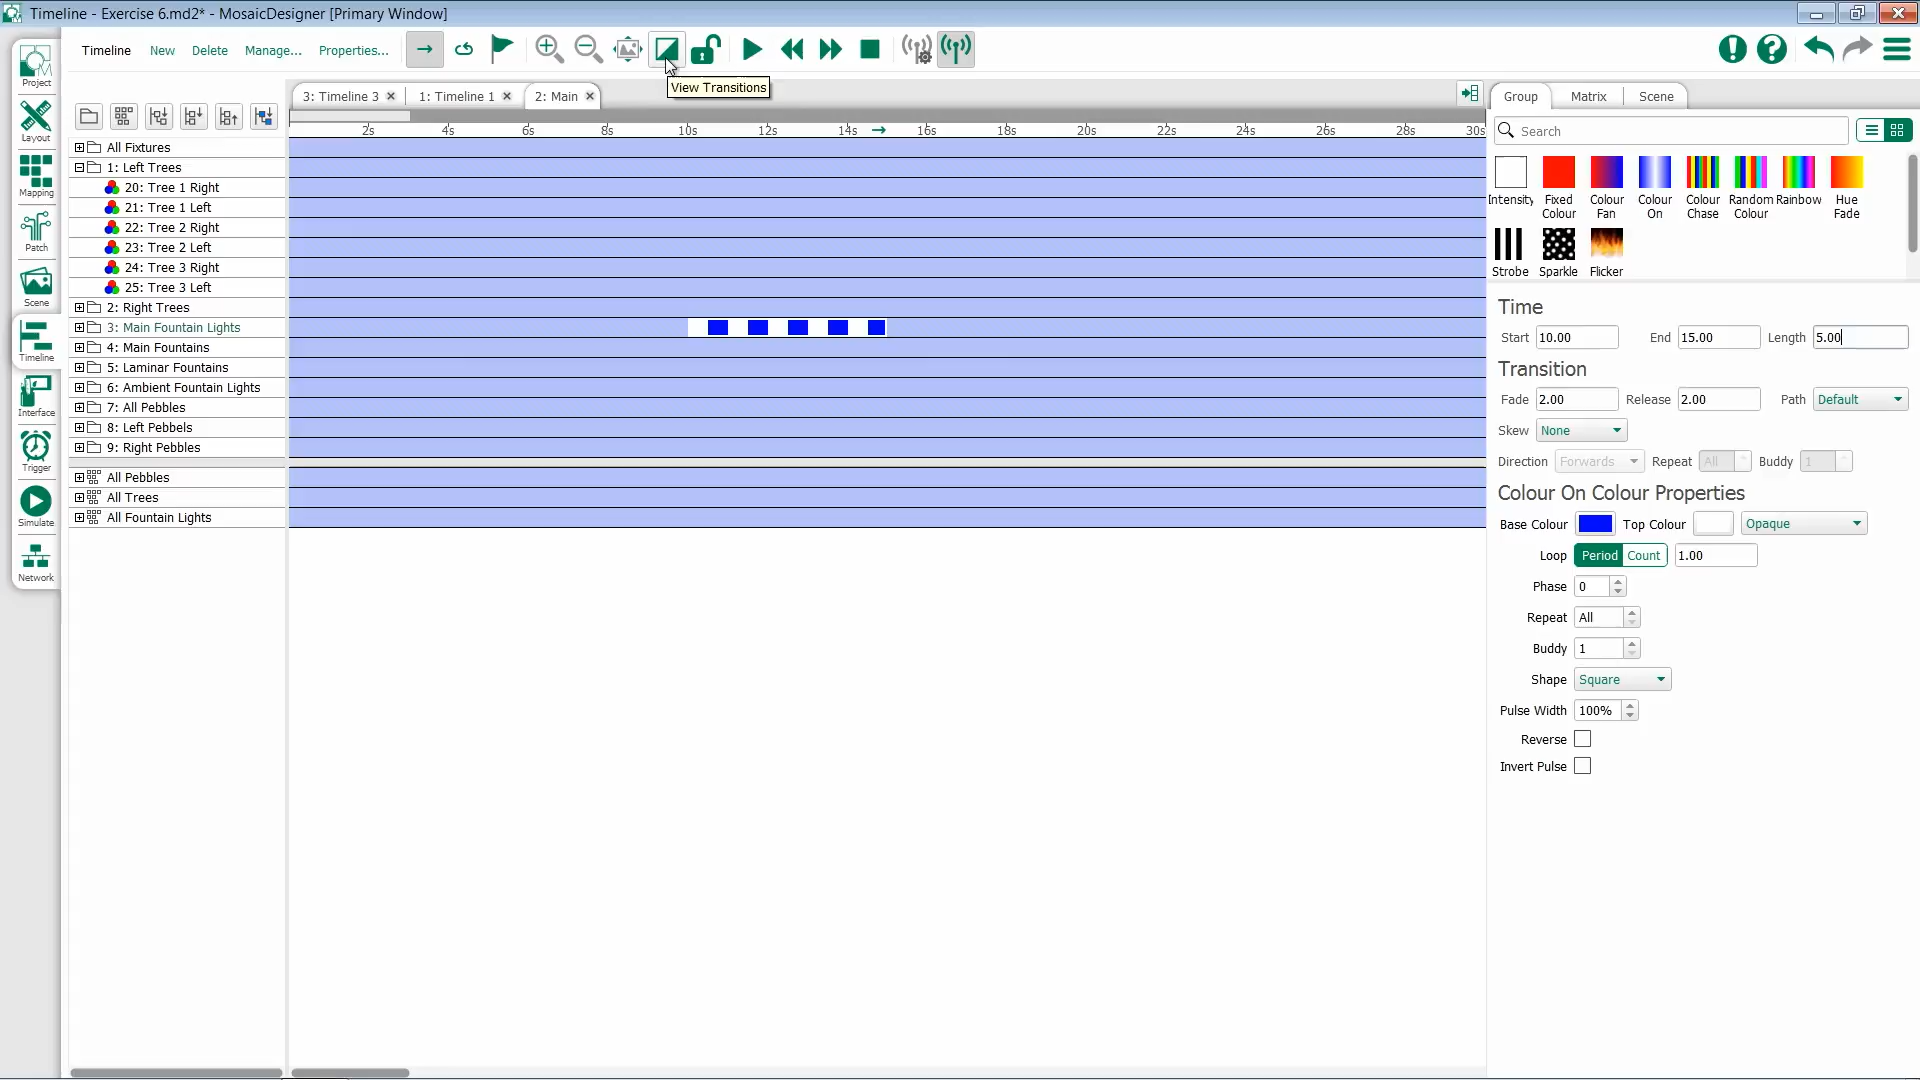 Timeline - Exercise 6.md2* - MosaicDesigner [Primary Window]
Timeline New Delete Manage... Properties...
View Transitions
Project
Layout
Mapping
Patch
Scene
Timeline
Interface
Trigger
Simulate
Network
3: Timeline 3 1: Timeline 1 2: Main
2s 4s 6s 8s 10s 12s 14s 16s 18s 20s 22s 24s 26s 28s 30s
All Fixtures
1: Left Trees
20: Tree 1 Right
21: Tree 1 Left
22: Tree 2 Right
23: Tree 2 Left
24: Tree 3 Right
25: Tree 3 Left
2: Right Trees
3: Main Fountain Lights
4: Main Fountains
5: Laminar Fountains
6: Ambient Fountain Lights
7: All Pebbles
8: Left Pebbels
9: Right Pebbles
All Pebbles
All Trees
All Fountain Lights
Group Matrix Scene
Search
Intensity Fixed Colour Colour Fan Colour On Colour Chase Random Colour Rainbow Hue Fade
Strobe Sparkle Flicker
Time
Start 10.00 End 15.00 Length 5.00
Transition
Fade 2.00 Release 2.00 Path Default
Skew None
Direction Forwards Repeat All Buddy 1
Colour On Colour Properties
Base Colour Top Colour Opaque
Loop Period Count 1.00
Phase 0
Repeat All
Buddy 1
Shape Square
Pulse Width 100%
Reverse
Invert Pulse